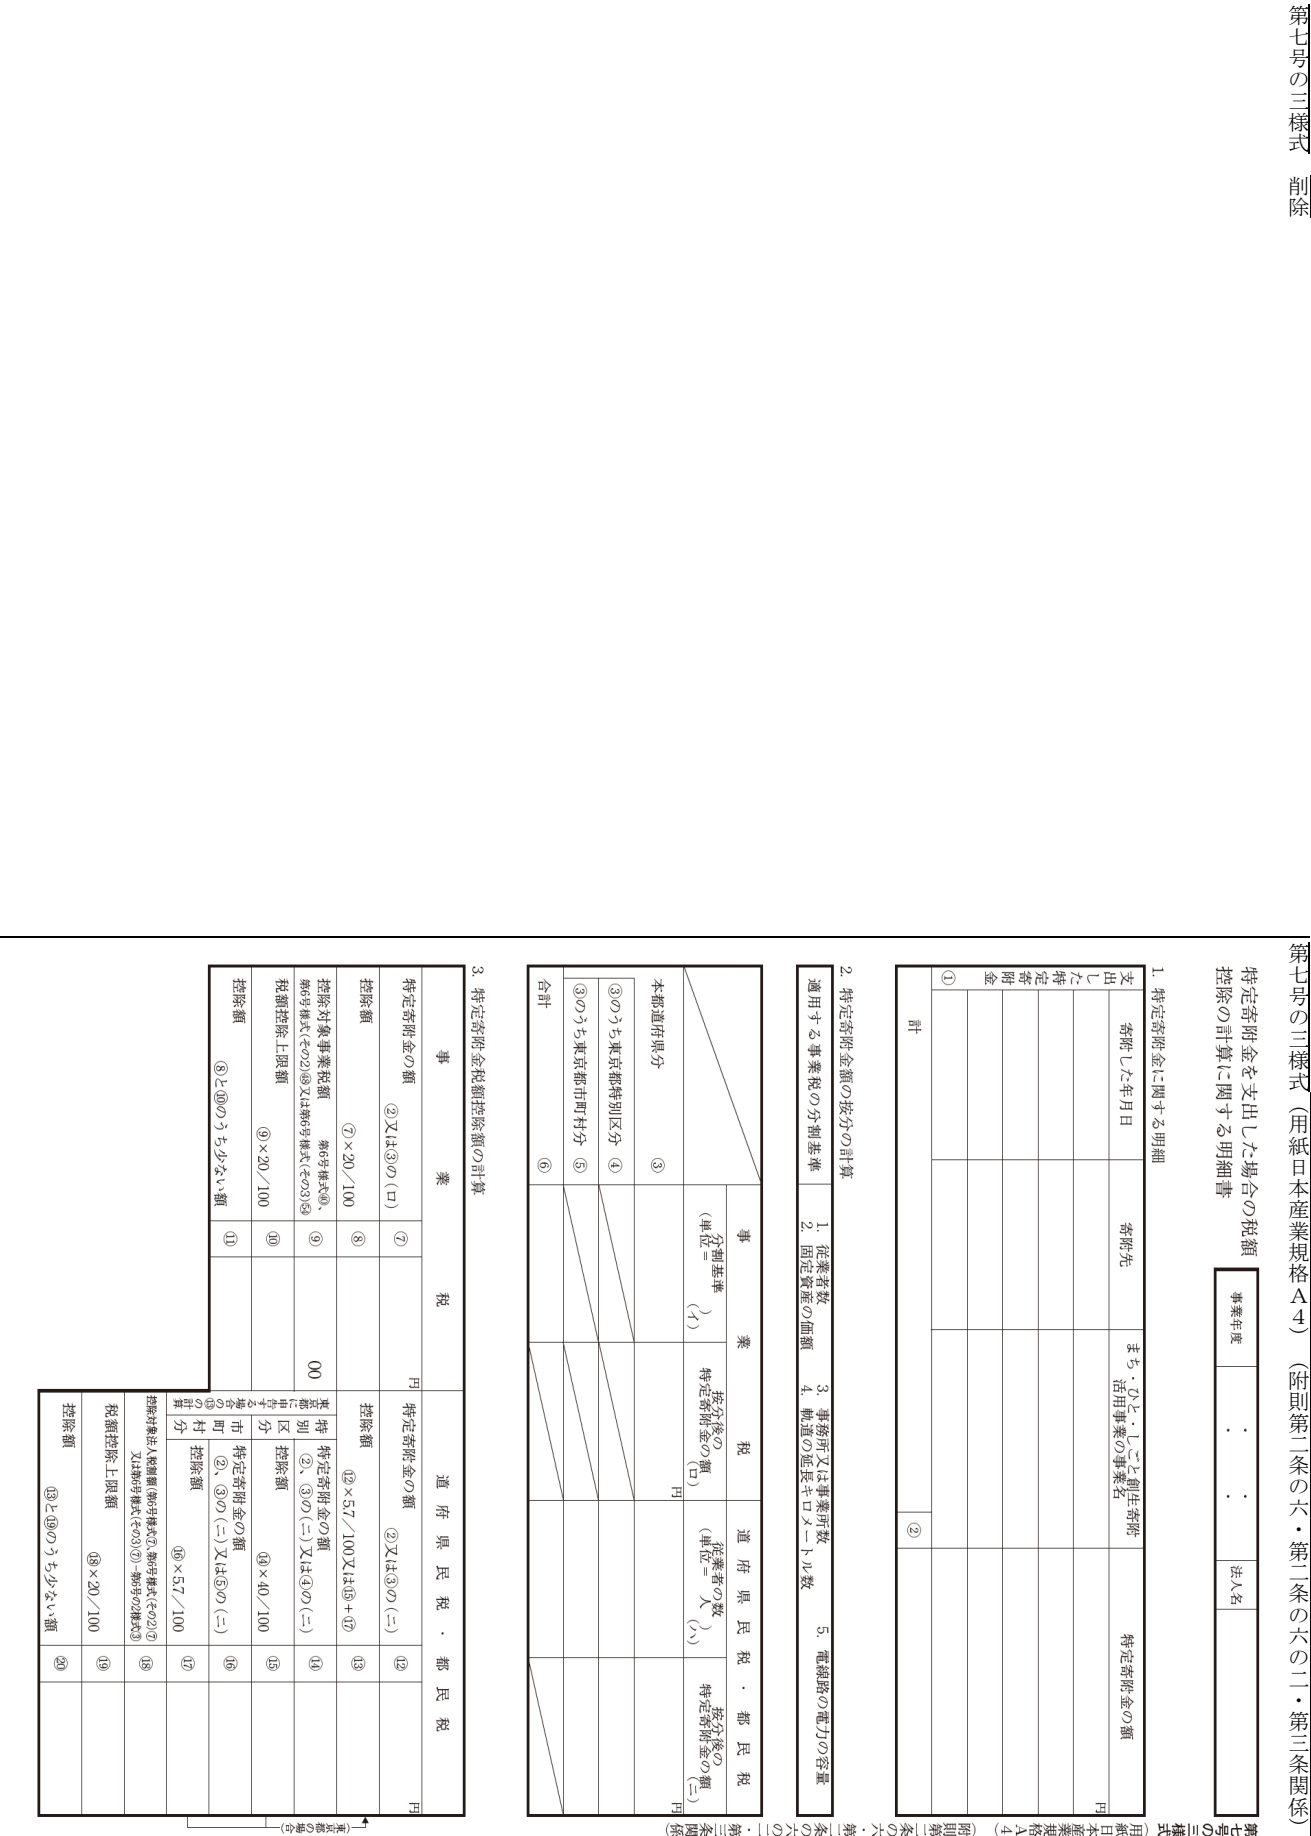 第七号の三様式　削除
第七号の三様式（用紙日本産業規格Ａ４）（附則第二条の六・第二条の六の二・第三条関係）
第七号の三様式（用紙日本産業規格Ａ４）（附則第二条の六・第二条の六の二・第三条関係）
特定寄附金を支出した場合の税額
控除の計算に関する明細書
事業年度
・　・
・　・
法人名
1. 特定寄附金に関する明細
支出した特定寄附金
①
寄附した年月日
寄附先
まち・ひと・しごと創生寄附
活用事業の事業名
特定寄附金の額
円
計
②
2. 特定寄附金額の按分の計算
適用する事業税の分割基準
1. 従業者数
2. 固定資産の価額
3. 事務所又は事業所数
4. 軌道の延長キロメートル数
5. 電線路の電力の容量
事業税
道府県民税・都民税
分割基準
（単位＝　　）
（イ）
按分後の
特定寄附金の額
（ロ）
従業者の数
（単位＝　人　）
（ハ）
按分後の
特定寄附金の額
（ニ）
本都道府県分　③
円
円
③のうち東京都特別区分　④
③のうち東京都市町村分　⑤
合計　⑥
3. 特定寄附金税額控除額の計算
事業税
特定寄附金の額
②又は③の（ロ）
⑦
円
控除額
⑦×20／100
⑧
控除対象事業税額　第6号様式㊵、
第6号様式（その2）㊾又は第6号様式（その3）54
⑨
00
税額控除上限額
⑨×20／100
⑩
控除額
⑧と⑩のうち少ない額
⑪
道府県民税・都民税
特定寄附金の額
②又は③の（ニ）
⑫
円
控除額
⑫×5.7／100又は⑮＋⑰
⑬
東京都に申告する場合の⑬の計算
特別区分
特定寄附金の額
②、③の（ニ）又は④の（ニ）
⑭
控除額
⑭×40／100
⑮
市町村分
特定寄附金の額
②、③の（ニ）又は⑤の（ニ）
⑯
控除額
⑯×5.7／100
⑰
控除対象法人税割額（第6号様式⑦、第6号様式（その2）⑦
又は第6号様式（その3）⑦）−第6号の2様式③
⑱
税額控除上限額
⑱×20／100
⑲
控除額
⑬と⑲のうち少ない額
⑳
（東京都の場合）